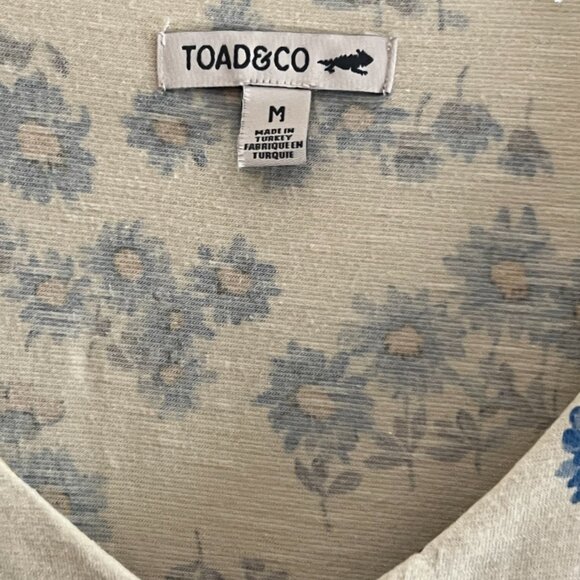 TOAD&CO
M
MADE IN
TURKEY
FABRIQUE EN
TURQUIE